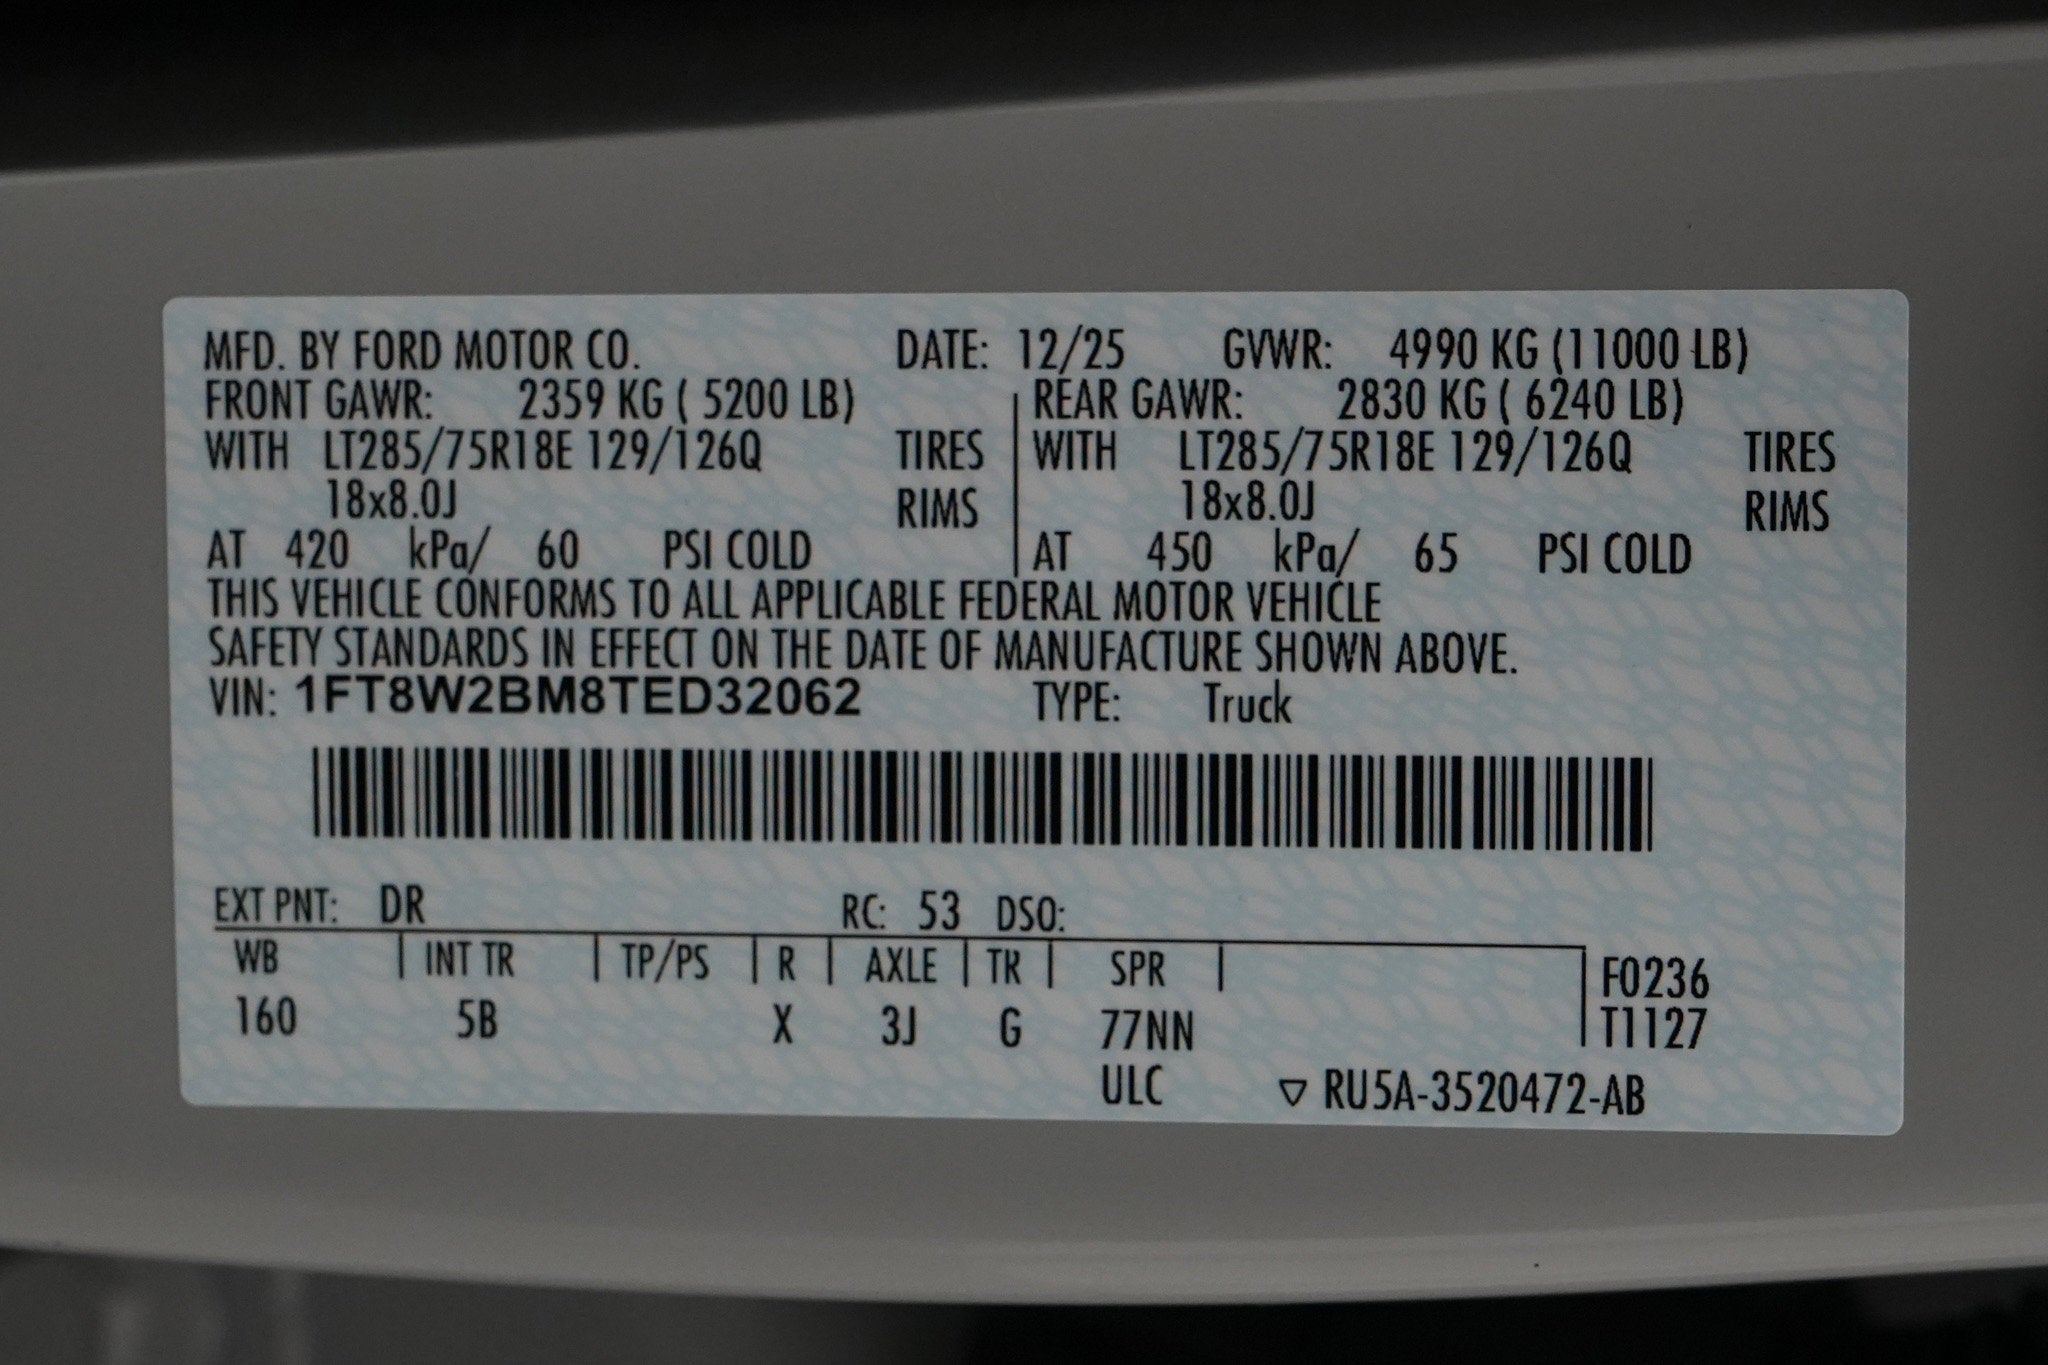 MFD. BY FORD MOTOR CO. DATE: 12/25 GVWR: 4990 KG (11000 LB)
FRONT GAWR: 2359 KG ( 5200 LB) REAR GAWR: 2830 KG ( 6240 LB)
WITH LT285/75R18E 129/126Q TIRES WITH LT285/75R18E 129/126Q TIRES
18x8.0J RIMS 18x8.0J RIMS
AT 420 kPa/ 60 PSI COLD AT 450 kPa/ 65 PSI COLD
THIS VEHICLE CONFORMS TO ALL APPLICABLE FEDERAL MOTOR VEHICLE
SAFETY STANDARDS IN EFFECT ON THE DATE OF MANUFACTURE SHOWN ABOVE.
VIN: 1FT8W2BM8TED32062 TYPE: Truck
EXT PNT: DR RC: 53 DSO:
WB INT TR TP/PS R AXLE TR SPR F0236
160 5B X 3J G 77NN T1127
ULC ▽ RU5A-3520472-AB